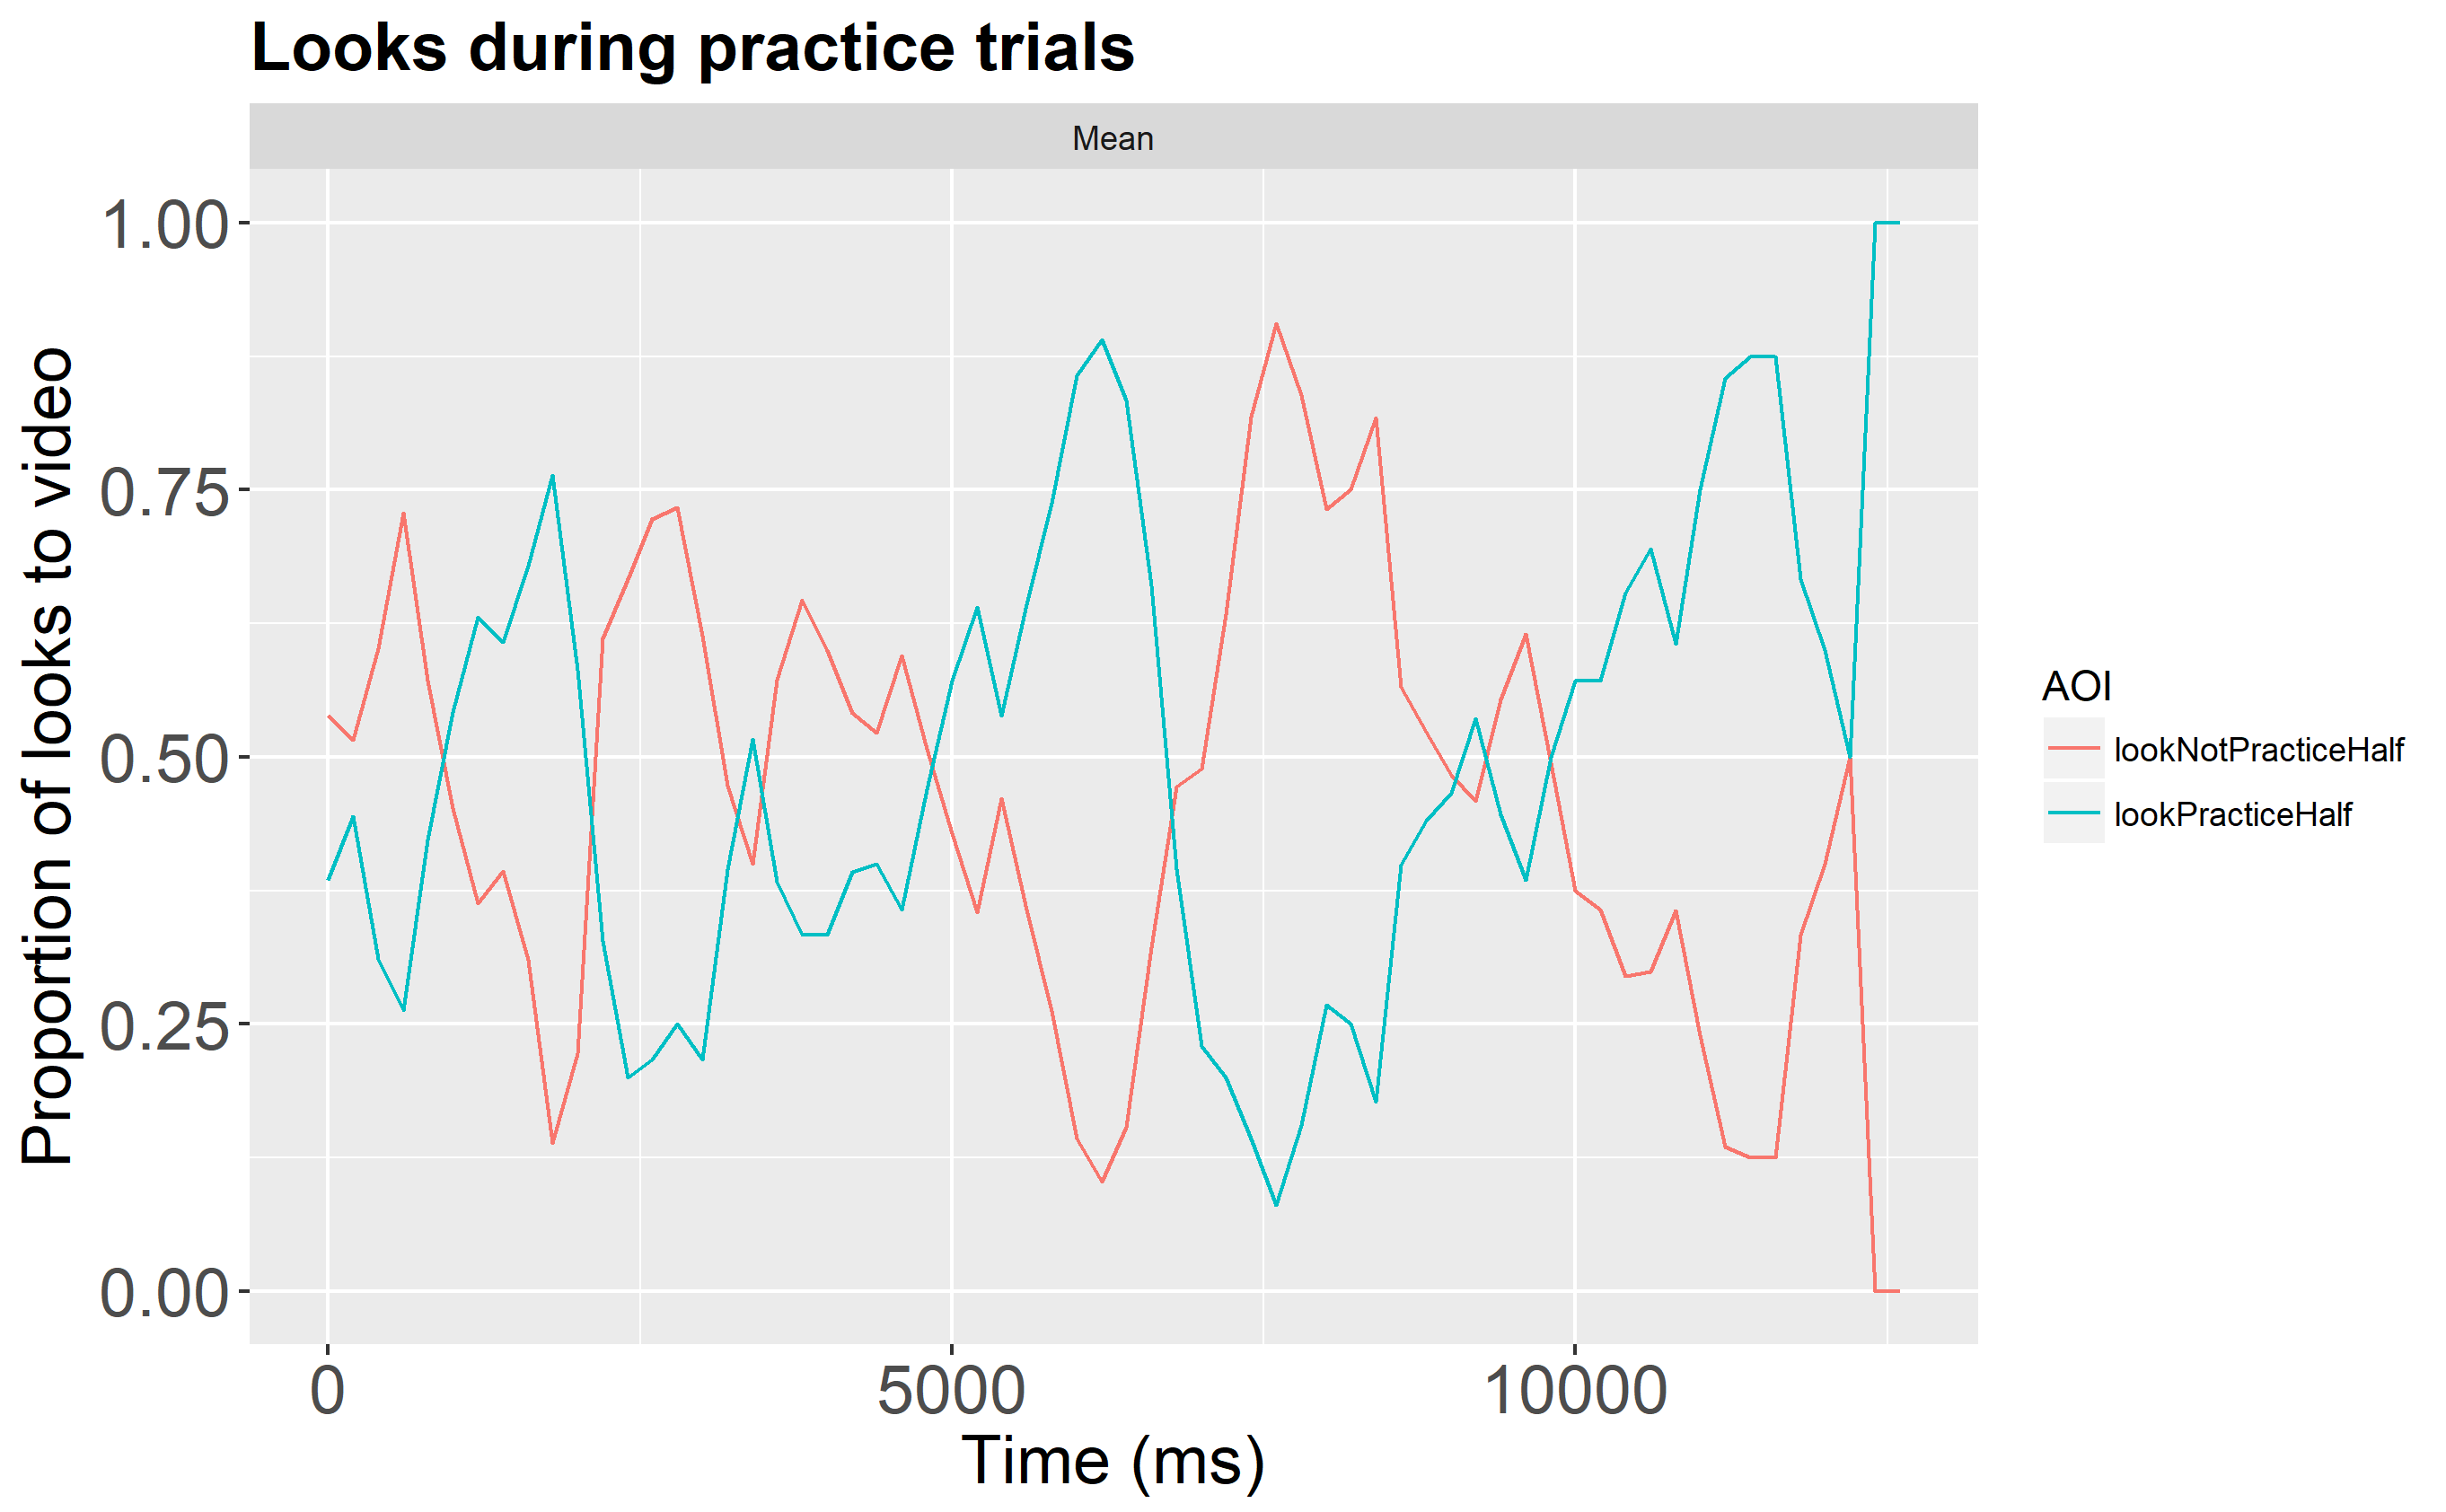 Looks during practice trials
Mean
Proportion of looks to video
1.00
0.75
0.50
0.25
0.00
0
5000
10000
Time (ms)
AOI
lookNotPracticeHalf
lookPracticeHalf